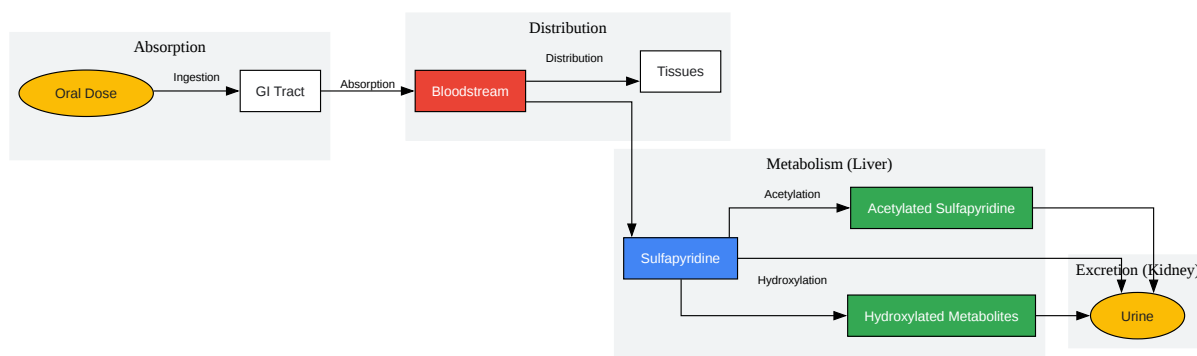 Absorption
Oral Dose
Ingestion
GI Tract
Absorption
Distribution
Bloodstream
Distribution
Tissues
Metabolism (Liver)
Sulfapyridine
Acetylation
Acetylated Sulfapyridine
Hydroxylation
Hydroxylated Metabolites
Excretion (Kidney)
Urine